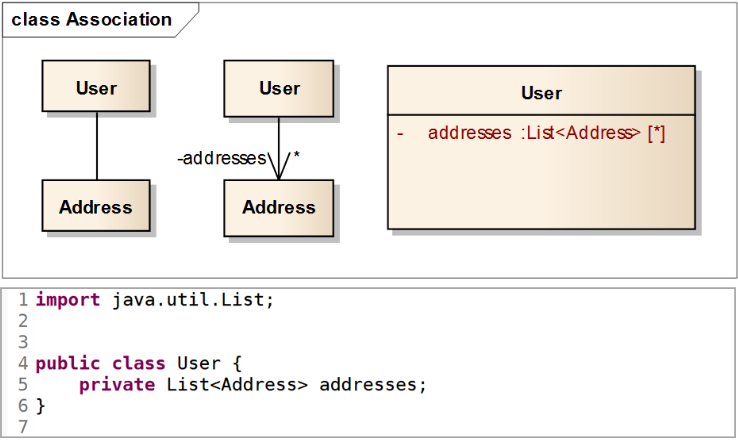 class Association
User
User
User
- addresses :List<Address> [*]
-addresses *
Address
Address
1 import java.util.List;
2
3
4 public class User {
5     private List<Address> addresses;
6 }
7